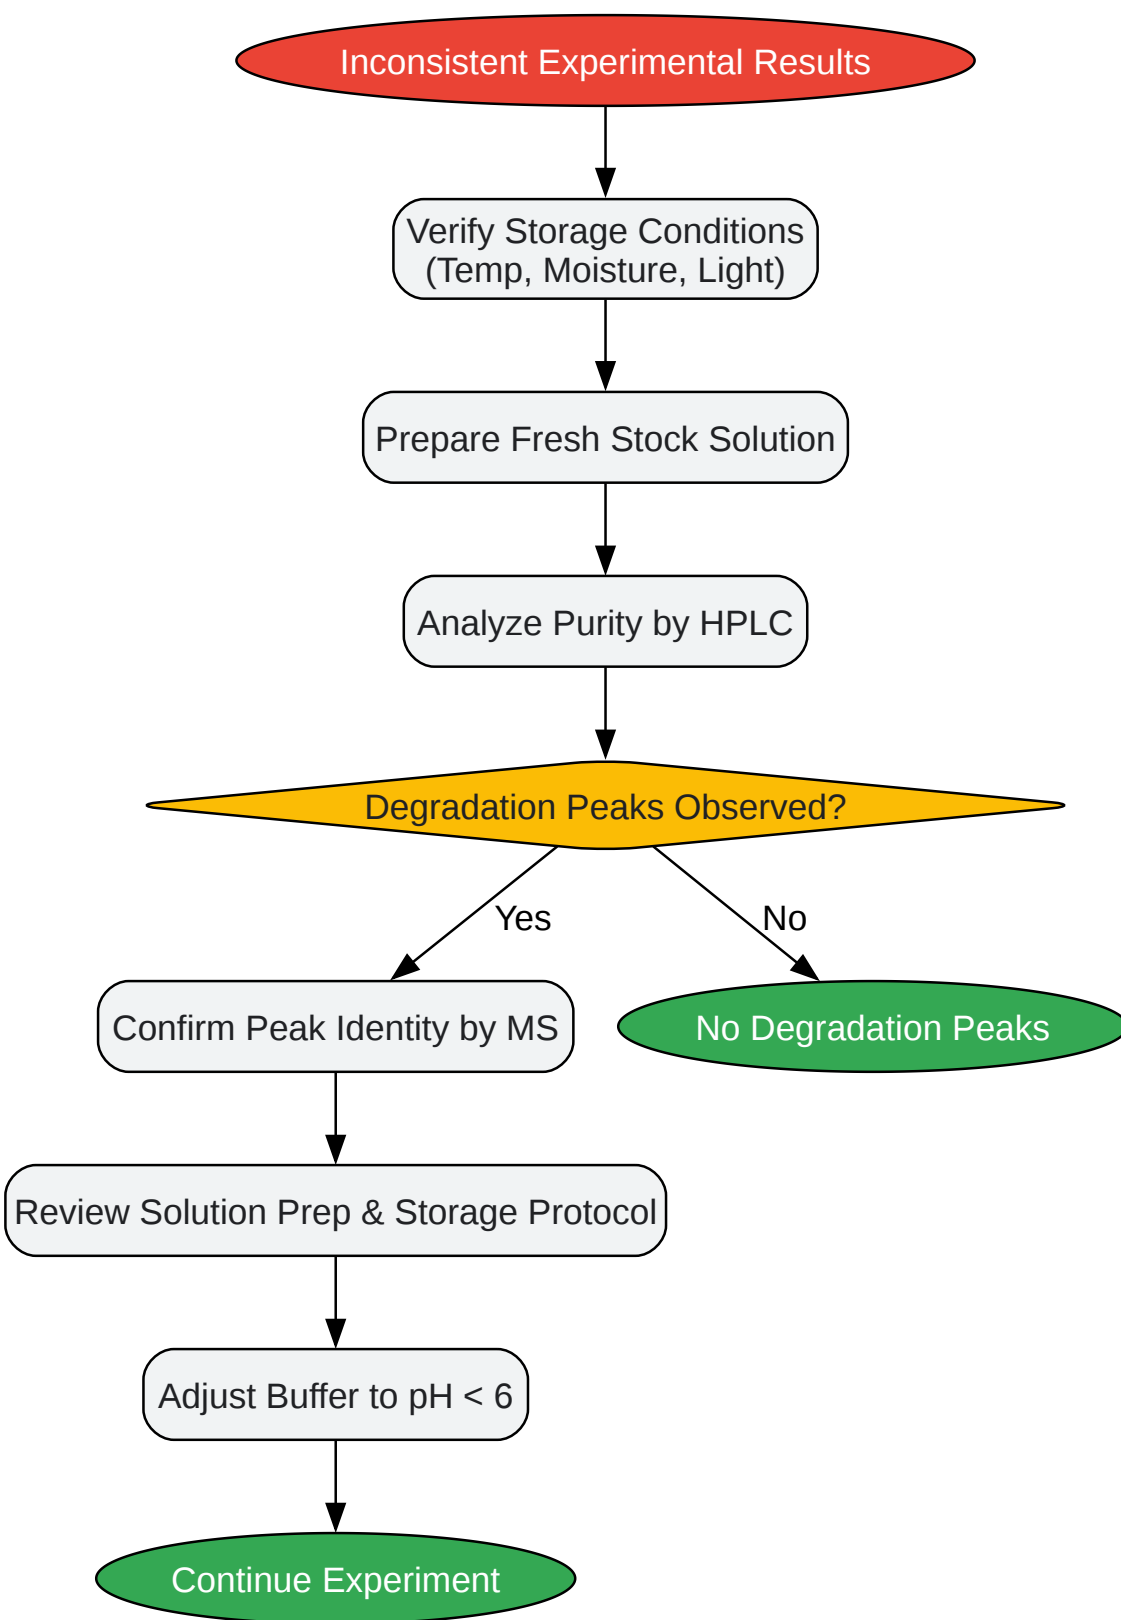 Inconsistent Experimental Results
Verify Storage Conditions
(Temp, Moisture, Light)
Prepare Fresh Stock Solution
Analyze Purity by HPLC
Degradation Peaks Observed?
Yes
No
Confirm Peak Identity by MS
No Degradation Peaks
Review Solution Prep & Storage Protocol
Adjust Buffer to pH < 6
Continue Experiment